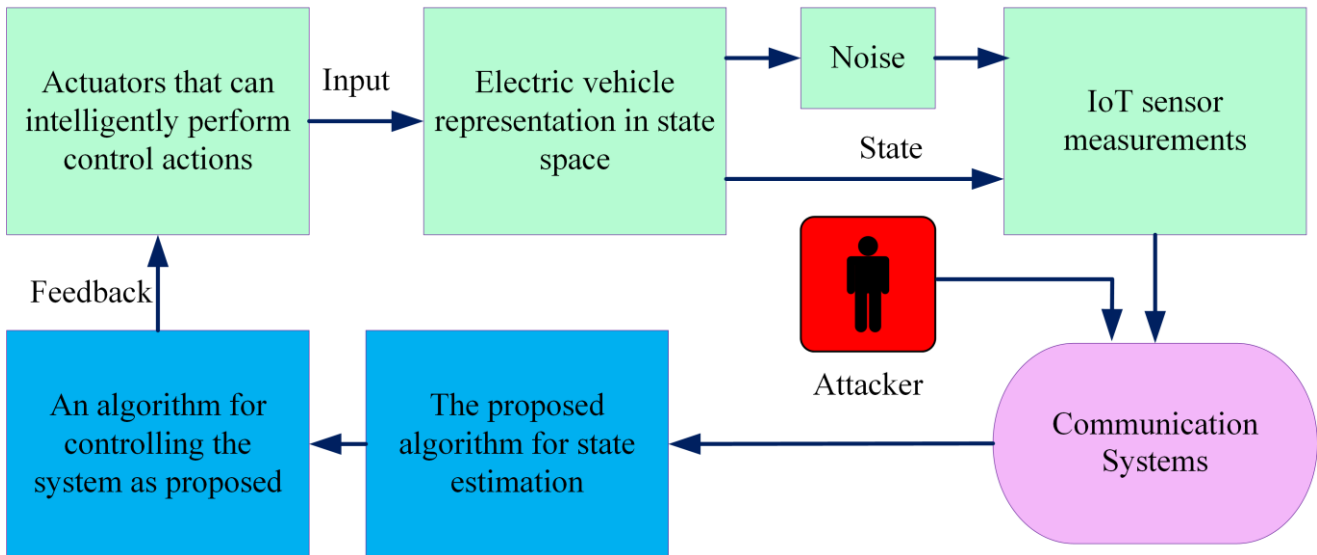 Actuators that can
intelligently perform
control actions
Input
Electric vehicle
representation in state
space
Noise
State
IoT sensor
measurements
Feedback
Attacker
An algorithm for
controlling the
system as proposed
The proposed
algorithm for state
estimation
Communication
Systems